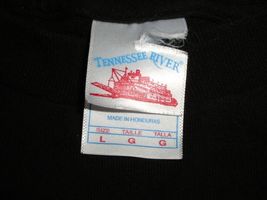 TENNESSEE RIVER®
MADE IN HONDURAS
SIZE TAILLE TALLA
L G G